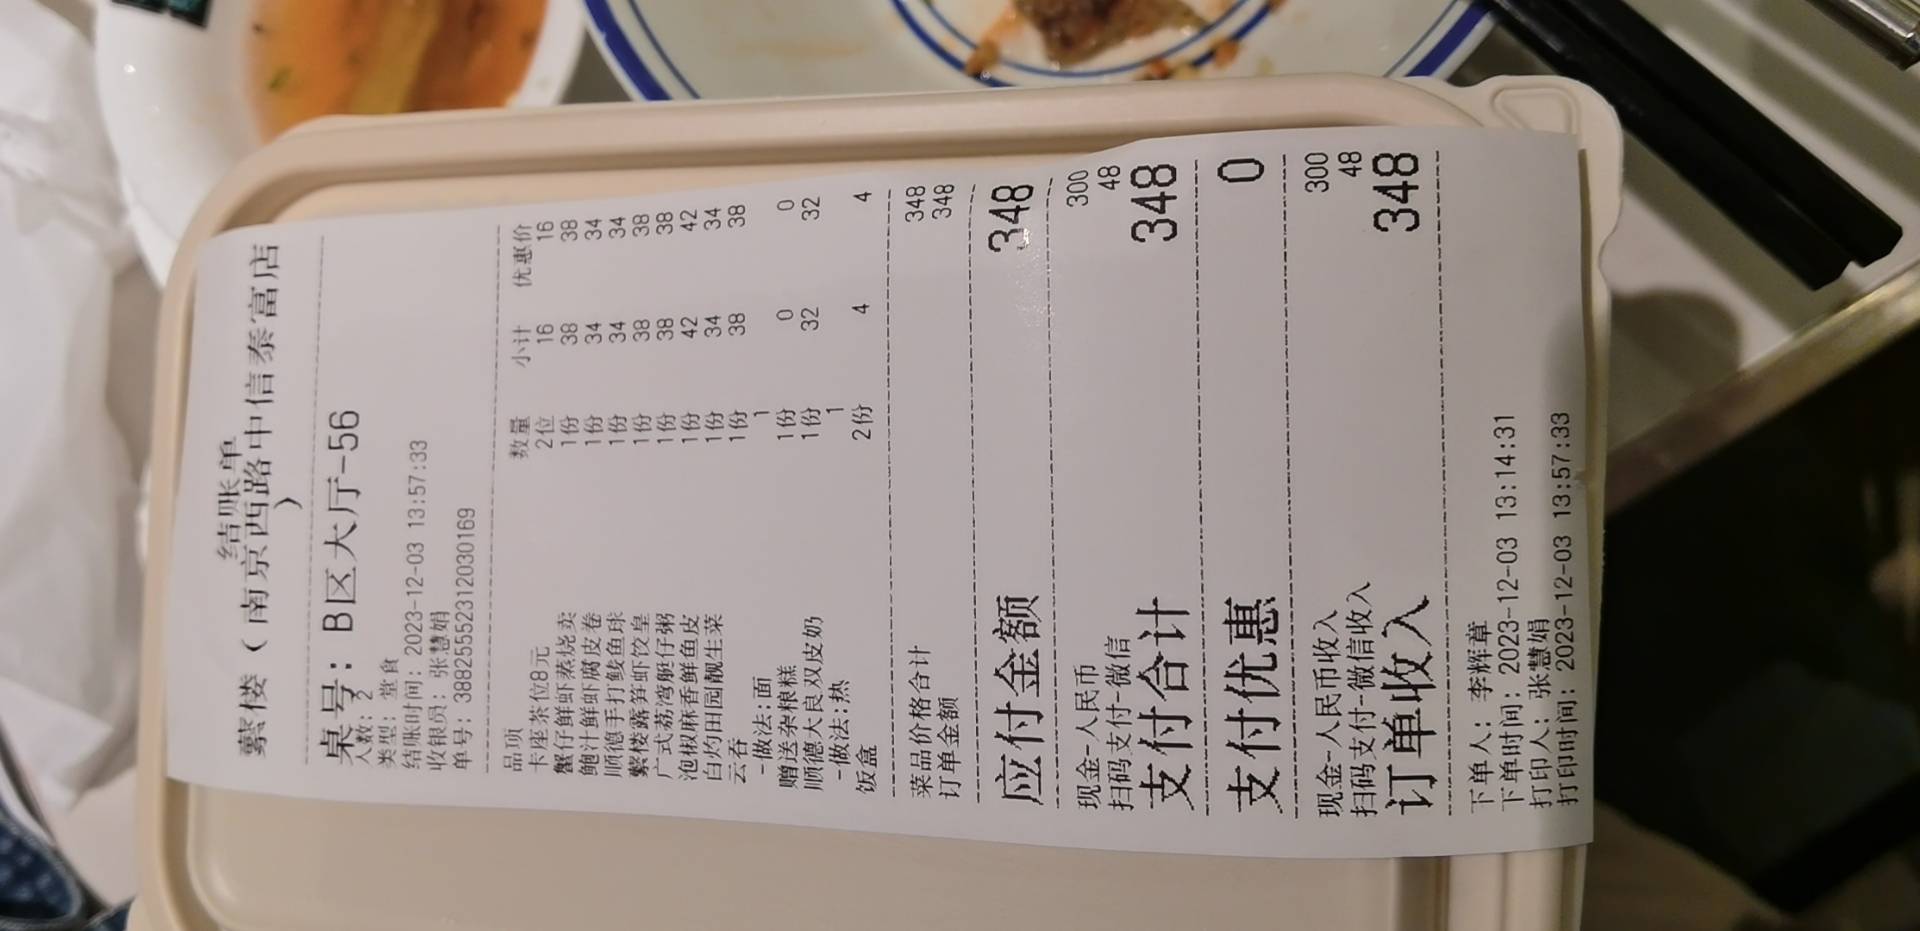 结账单
蘩楼（南京西路中信泰富店
）
桌号：B区大厅-56
人数：2
类型：堂食
结账时间：2023-12-03 13:57:33
收银员：张慧娟
单号：3882555231203​0169
品项 数量 小计 优惠价
卡座茶位8元 2位 16 16
蟹仔鲜虾蒸烧卖 1份 38 38
鲍汁鲜虾腐皮卷 1份 34 34
顺德手打鲮鱼球 1份 34 34
蘩楼露笋虾饺皇 1份 38 38
广式荔湾艇仔粥 1份 38 38
泡椒麻香鲜鱼皮 1份 42 42
白灼田园靓生菜 1份 34 34
云吞 1份 38 38
-做法:面 1
赠送杂粮糕 1份 0 0
顺德大良双皮奶 1份 32 32
-做法:热 1
饭盒 2份 4 4
菜品价格合计 348
订单金额 348
应付金额 348
现金-人民币 300
扫码支付-微信 48
支付合计 348
支付优惠 0
现金-人民币收入 300
扫码支付-微信收入 48
订单收入 348
下单人：李辉章
下单时间：2023-12-03 13:14:31
打印人：张慧娟
打印时间：2023-12-03 13:57:33